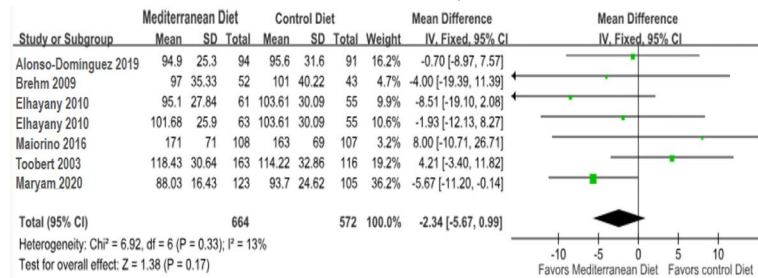 Mediterranean Diet Control Diet Mean Difference Mean Difference
Study or Subgroup Mean SD Total Mean SD Total Weight IV, Fixed, 95% CI IV, Fixed, 95% CI
Alonso-Domínguez 2019 94.9 25.3 94 95.6 31.6 91 16.2% -0.70 [-8.97, 7.57]
Brehm 2009 97 35.33 52 101 40.22 43 4.7% -4.00 [-19.39, 11.39]
Elhayany 2010 95.1 27.84 61 103.61 30.09 55 9.9% -8.51 [-19.10, 2.08]
Elhayany 2010 101.68 25.9 63 103.61 30.09 55 10.7% -1.93 [-12.13, 8.27]
Maiorino 2016 171 71 108 163 69 107 3.2% 8.00 [-10.71, 26.71]
Toobert 2003 118.43 30.64 163 114.22 32.86 116 19.2% 4.21 [-3.40, 11.82]
Maryam 2020 88.03 16.43 123 93.7 24.62 105 36.2% -5.67 [-11.20, -0.14]
Total (95% CI) 664 572 100.0% -2.34 [-5.67, 0.99]
Heterogeneity: Chi² = 6.92, df = 6 (P = 0.33); I² = 13%
Test for overall effect: Z = 1.38 (P = 0.17)
-10 -5 0 5 10
Favors Mediterranean Diet Favors control Diet